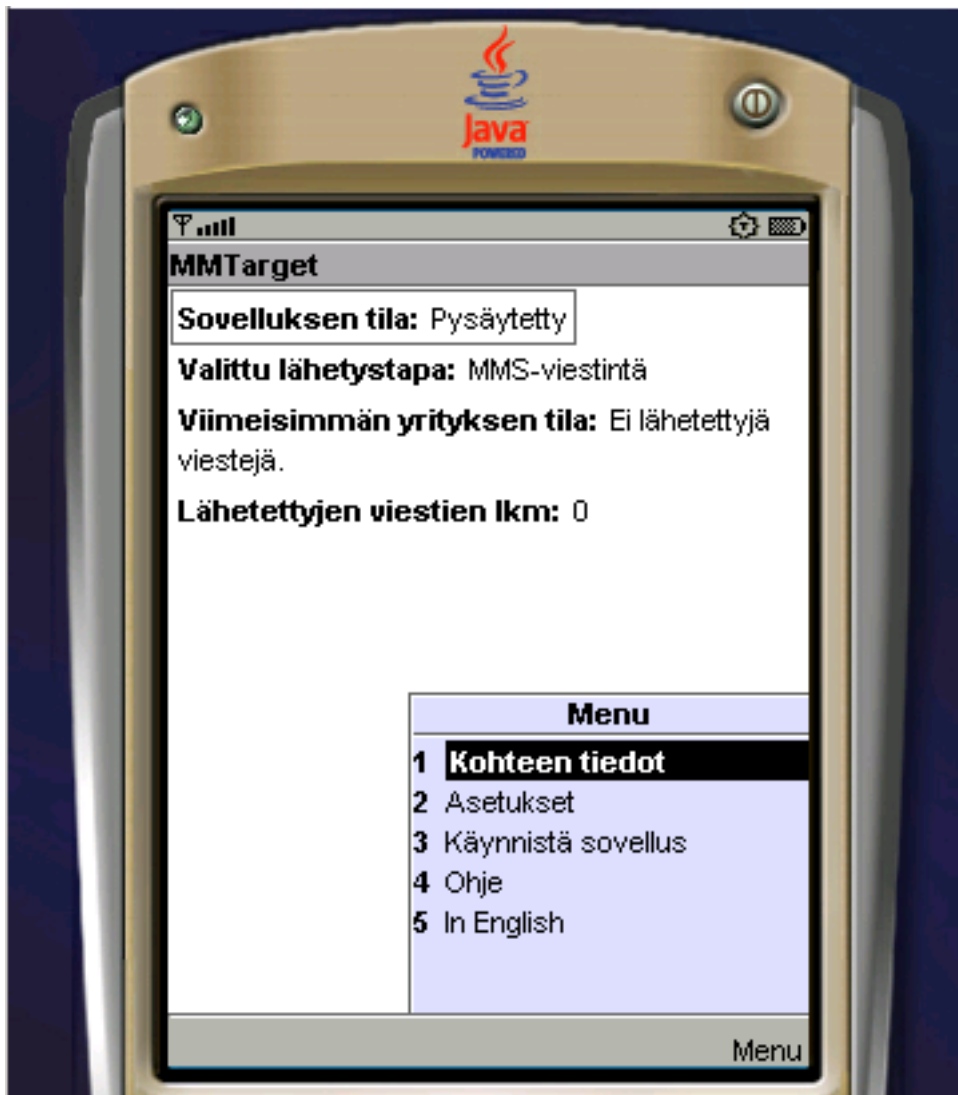 Java
POWERED
MMTarget
Sovelluksen tila: Pysäytetty
Valittu lähetystapa: MMS-viestintä
Viimeisimmän yrityksen tila: Ei lähetettyjä
viestejä.
Lähetettyjen viestien lkm: 0
Menu
1 Kohteen tiedot
2 Asetukset
3 Käynnistä sovellus
4 Ohje
5 In English
Menu